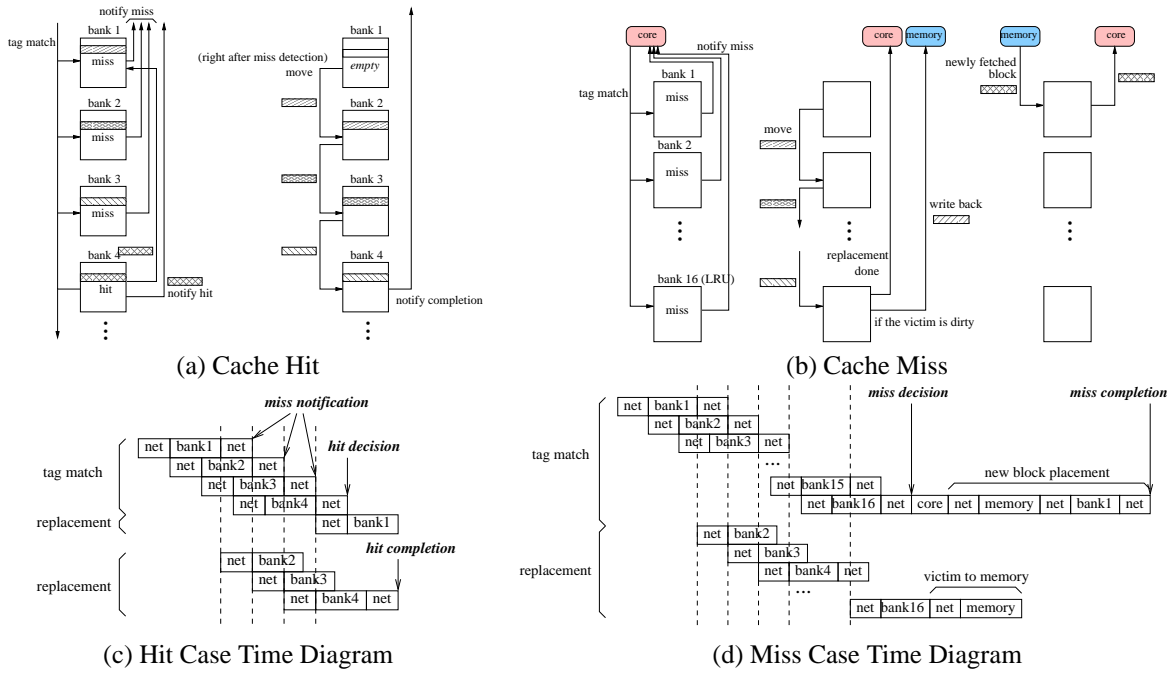 notify miss
tag match
bank 1
miss
bank 2
miss
bank 3
miss
bank 4
hit
notify hit
(right after miss detection)
move
bank 1
empty
bank 2
bank 3
bank 4
notify completion
(a) Cache Hit
core
notify miss
tag match
bank 1
miss
bank 2
miss
bank 16 (LRU)
miss
core
memory
move
write back
replacement
done
if the victim is dirty
memory
core
newly fetched
block
(b) Cache Miss
miss notification
hit decision
tag match
net bank1 net
net bank2 net
net bank3 net
net bank4 net
replacement
net bank1
hit completion
replacement
net bank2
net bank3
net bank4 net
(c) Hit Case Time Diagram
miss decision
miss completion
tag match
net bank1 net
net bank2 net
net bank3 net
...
new block placement
net bank15 net
net bank16 net core net memory net bank1 net
replacement
net bank2
net bank3
net bank4 net
...
victim to memory
net bank16 net memory
(d) Miss Case Time Diagram